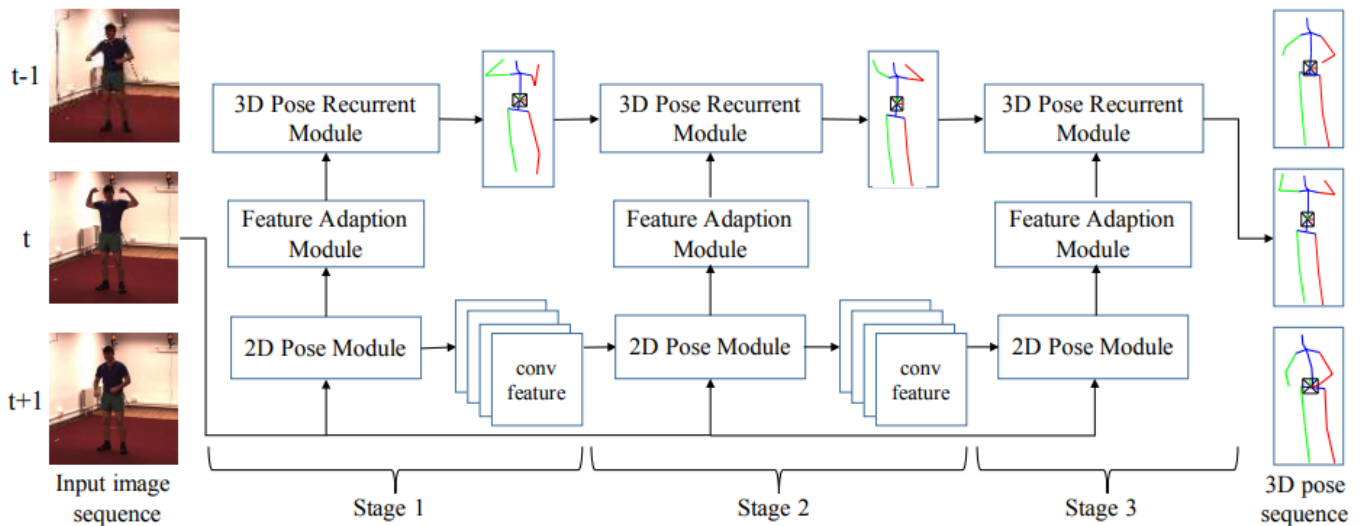 t-1
t
t+1
Input image
sequence
3D Pose Recurrent
Module
Feature Adaption
Module
2D Pose Module
conv
feature
Stage 1
3D Pose Recurrent
Module
Feature Adaption
Module
2D Pose Module
conv
feature
Stage 2
3D Pose Recurrent
Module
Feature Adaption
Module
2D Pose Module
Stage 3
3D pose
sequence